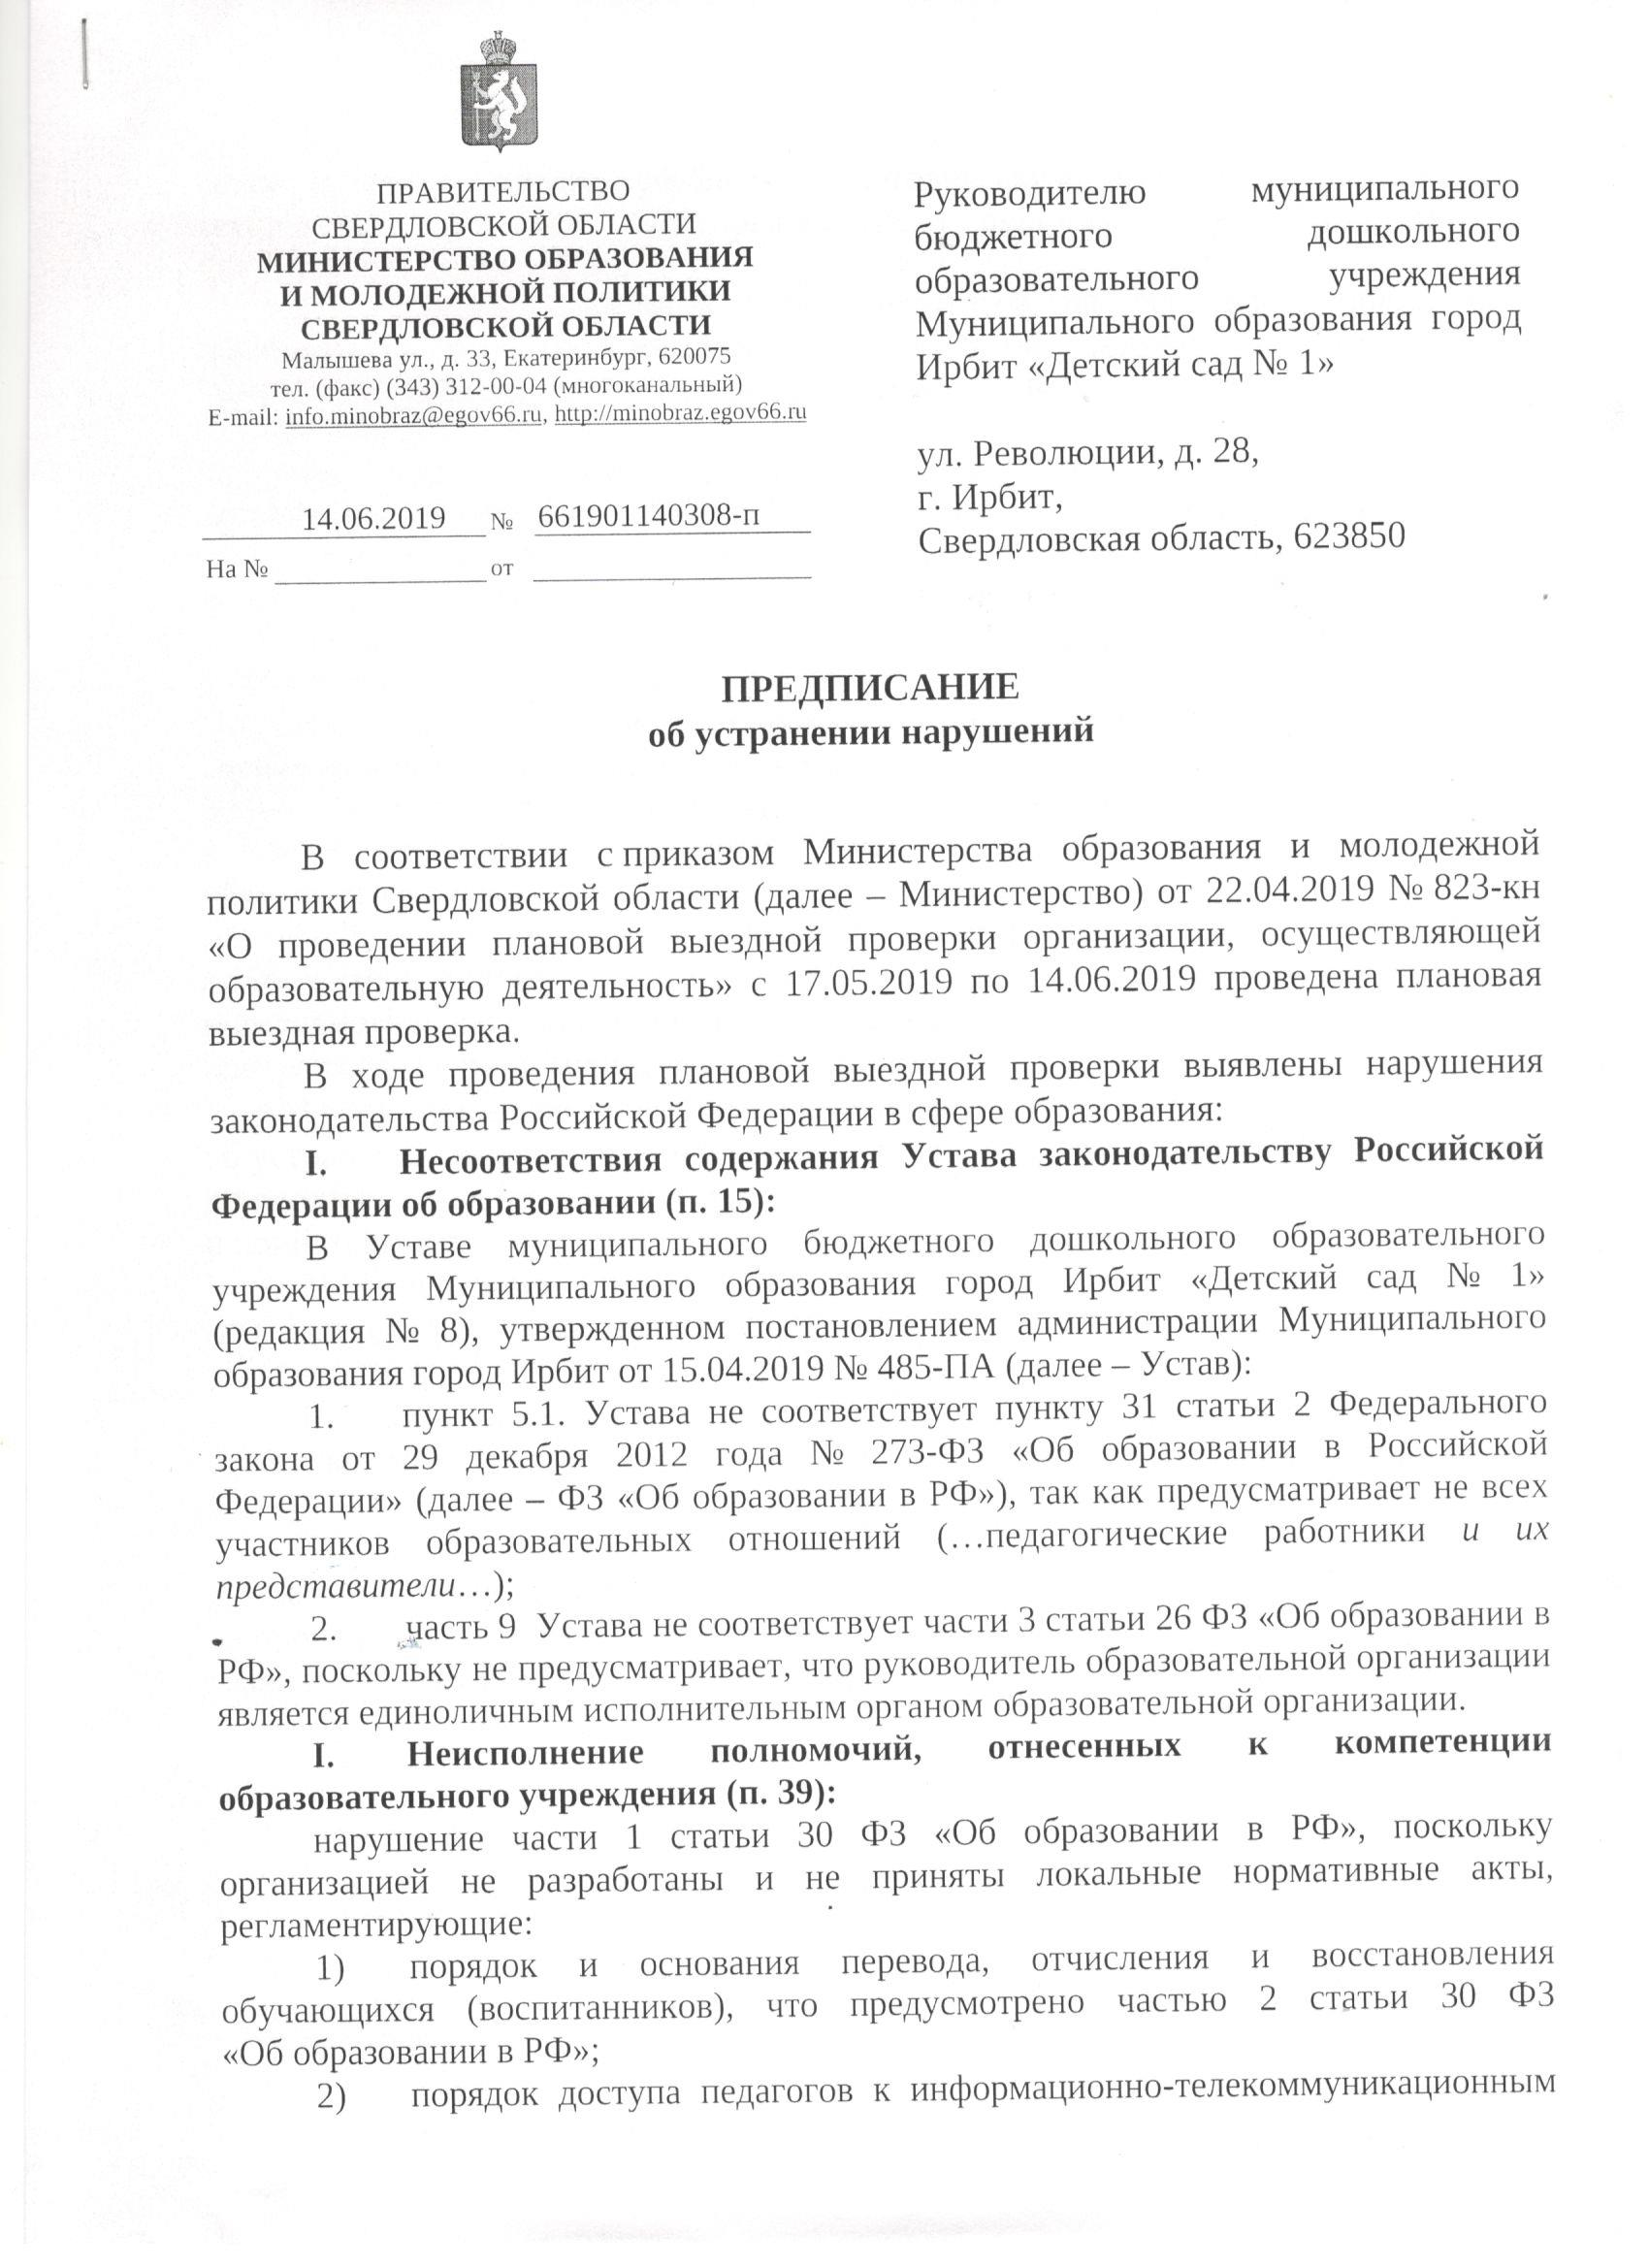 ПРАВИТЕЛЬСТВО
СВЕРДЛОВСКОЙ ОБЛАСТИ
МИНИСТЕРСТВО ОБРАЗОВАНИЯ
И МОЛОДЕЖНОЙ ПОЛИТИКИ
СВЕРДЛОВСКОЙ ОБЛАСТИ
Малышева ул., д. 33, Екатеринбург, 620075
тел. (факс) (343) 312-00-04 (многоканальный)
E-mail: info.minobraz@egov66.ru, http://minobraz.egov66.ru
14.06.2019 № 661901140308-п
На № от
Руководителю муниципального
бюджетного дошкольного
образовательного учреждения
Муниципального образования город
Ирбит «Детский сад № 1»
ул. Революции, д. 28,
г. Ирбит,
Свердловская область, 623850
ПРЕДПИСАНИЕ
об устранении нарушений
В соответствии с приказом Министерства образования и молодежной
политики Свердловской области (далее – Министерство) от 22.04.2019 № 823-кн
«О проведении плановой выездной проверки организации, осуществляющей
образовательную деятельность» с 17.05.2019 по 14.06.2019 проведена плановая
выездная проверка.
В ходе проведения плановой выездной проверки выявлены нарушения
законодательства Российской Федерации в сфере образования:
I. Несоответствия содержания Устава законодательству Российской
Федерации об образовании (п. 15):
В Уставе муниципального бюджетного дошкольного образовательного
учреждения Муниципального образования город Ирбит «Детский сад № 1»
(редакция № 8), утвержденном постановлением администрации Муниципального
образования город Ирбит от 15.04.2019 № 485-ПА (далее – Устав):
1. пункт 5.1. Устава не соответствует пункту 31 статьи 2 Федерального
закона от 29 декабря 2012 года № 273-ФЗ «Об образовании в Российской
Федерации» (далее – ФЗ «Об образовании в РФ»), так как предусматривает не всех
участников образовательных отношений (…педагогические работники и их
представители…);
2. часть 9 Устава не соответствует части 3 статьи 26 ФЗ «Об образовании в
РФ», поскольку не предусматривает, что руководитель образовательной организации
является единоличным исполнительным органом образовательной организации.
I. Неисполнение полномочий, отнесенных к компетенции
образовательного учреждения (п. 39):
нарушение части 1 статьи 30 ФЗ «Об образовании в РФ», поскольку
организацией не разработаны и не приняты локальные нормативные акты,
регламентирующие:
1) порядок и основания перевода, отчисления и восстановления
обучающихся (воспитанников), что предусмотрено частью 2 статьи 30 ФЗ
«Об образовании в РФ»;
2) порядок доступа педагогов к информационно-телекоммуникационным